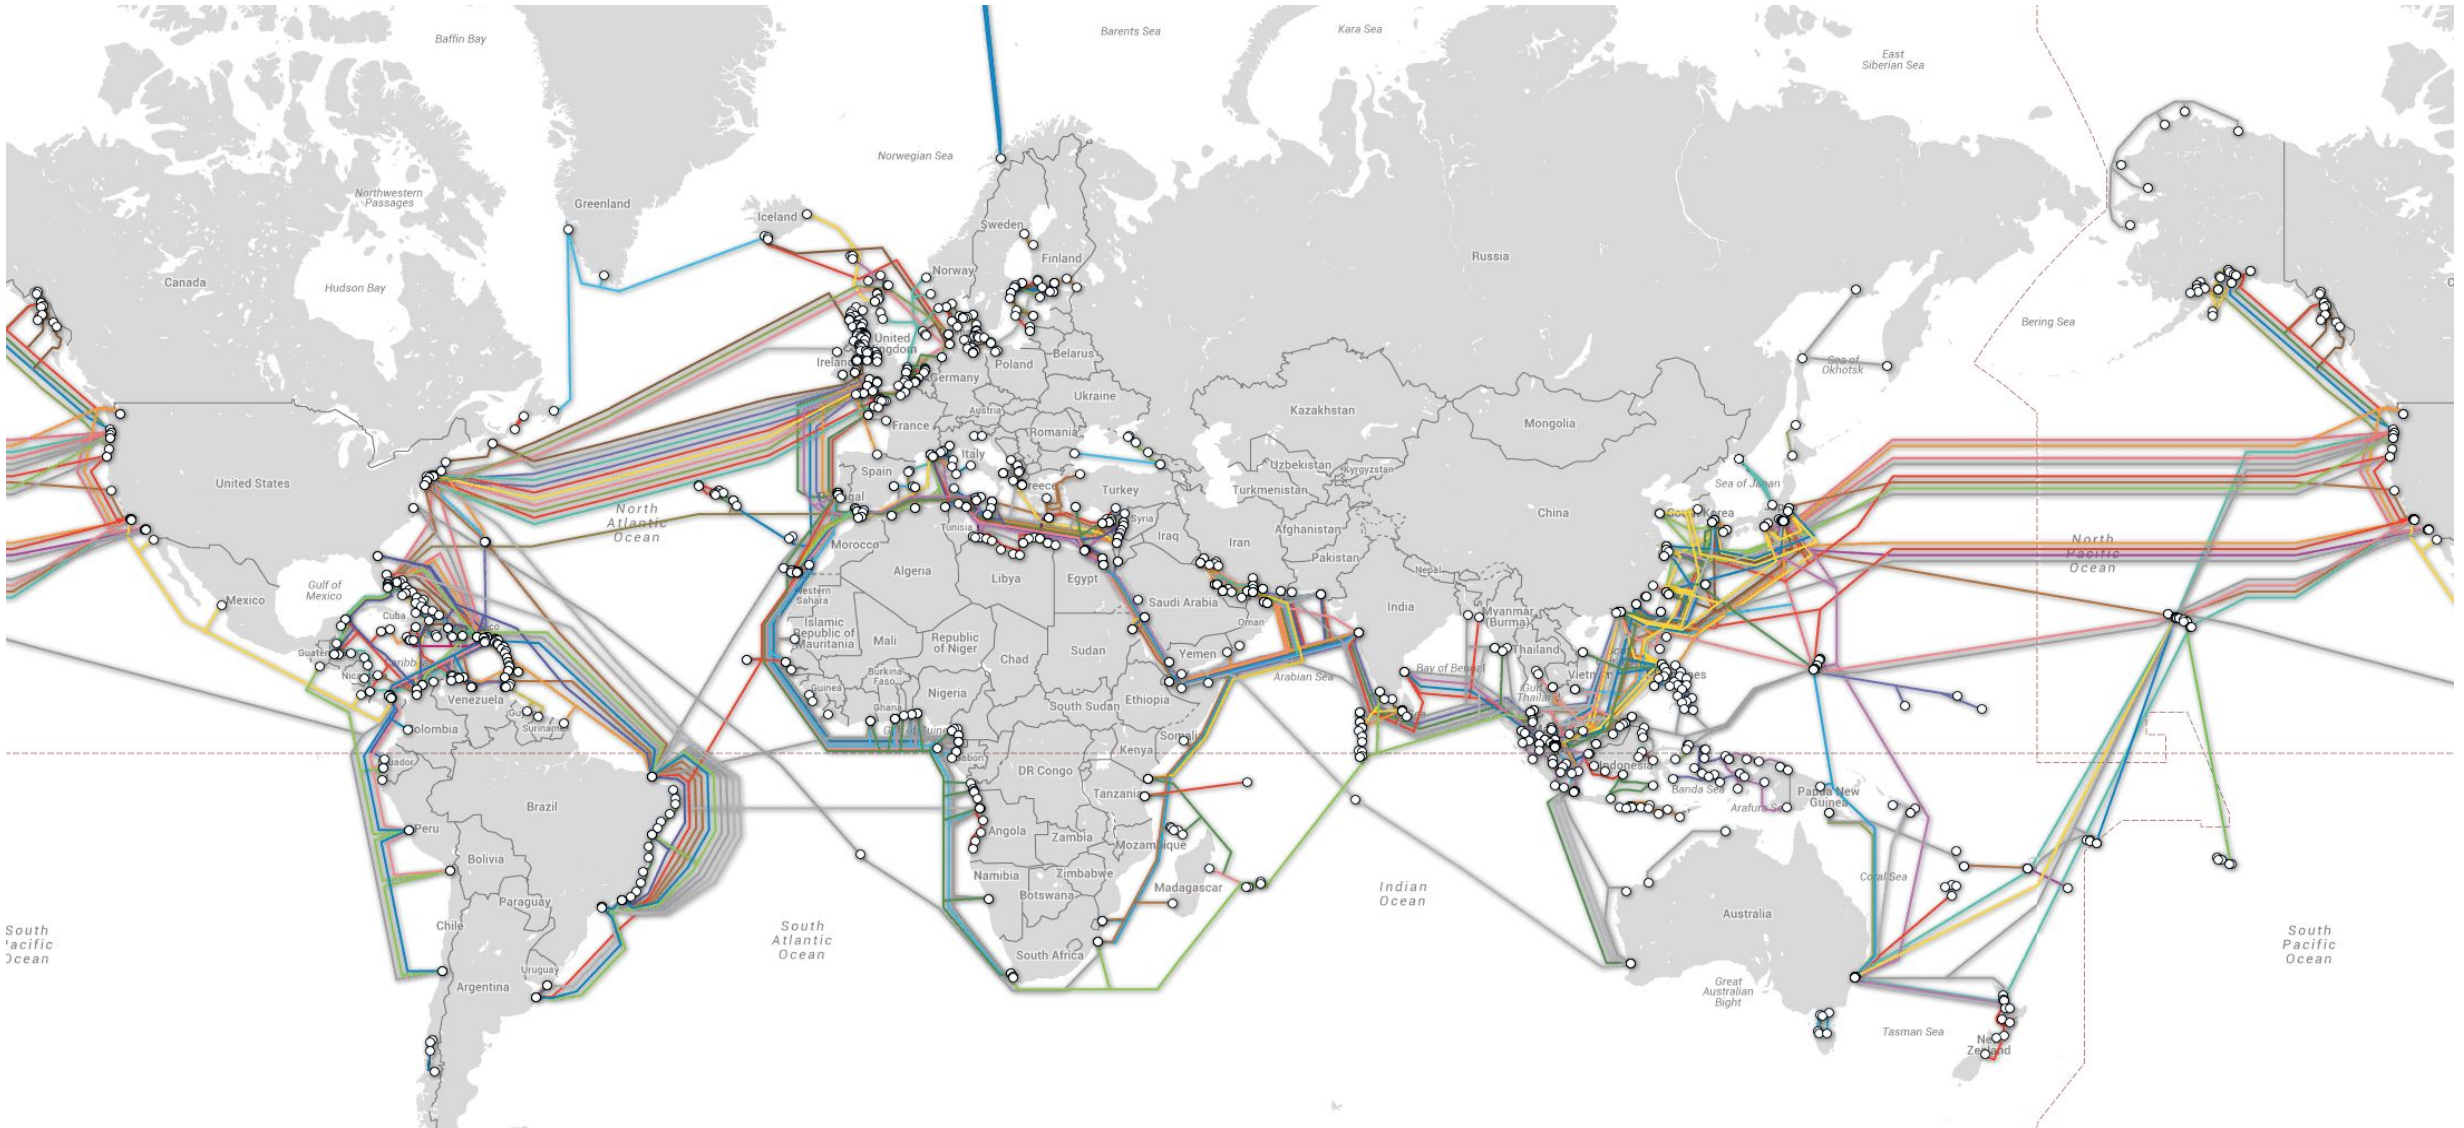 Baffin Bay
Barents Sea
Kara Sea
East
Siberian Sea
Norwegian Sea
Northwestern
Passages
Greenland
Iceland
Sweden
Finland
Norway
Russia
Canada
Hudson Bay
Bering Sea
Sea of
Okhotsk
United
Ireland
Belarus
Poland
Germany
Ukraine
Kazakhstan
Mongolia
Austria
France
Romania
Italy
Spain
Uzbekistan
Kyrgyzstan
Turkmenistan
Turkey
Sea of Japan
United States
North
Atlantic
Ocean
China
Syria
Tunisia
Iraq
Iran
Afghanistan
Morocco
Pakistan
North
Pacific
Ocean
Algeria
Libya
Egypt
Nepal
Gulf of
Mexico
Mexico
Western
Sahara
Saudi Arabia
India
Myanmar
(Burma)
Cuba
Oman
Islamic
Republic of
Mauritania
Mali
Republic
of Niger
Chad
Sudan
Yemen
Thailand
Arabian Sea
Bay of Bengal
Burkina
Faso
Guinea
Nigeria
Ghana
Ethiopia
South Sudan
Venezuela
Suriname
Colombia
Kenya
DR Congo
Indonesia
Tanzania
Banda Sea
Papua New
Guinea
Brazil
Peru
Angola
Zambia
Mozambique
Bolivia
Namibia
Zimbabwe
Botswana
Madagascar
Indian
Ocean
Coral Sea
Paraguay
Australia
Chile
South
Atlantic
Ocean
South
Pacific
Ocean
South Africa
Uruguay
Argentina
Great
Australian
Bight
Tasman Sea